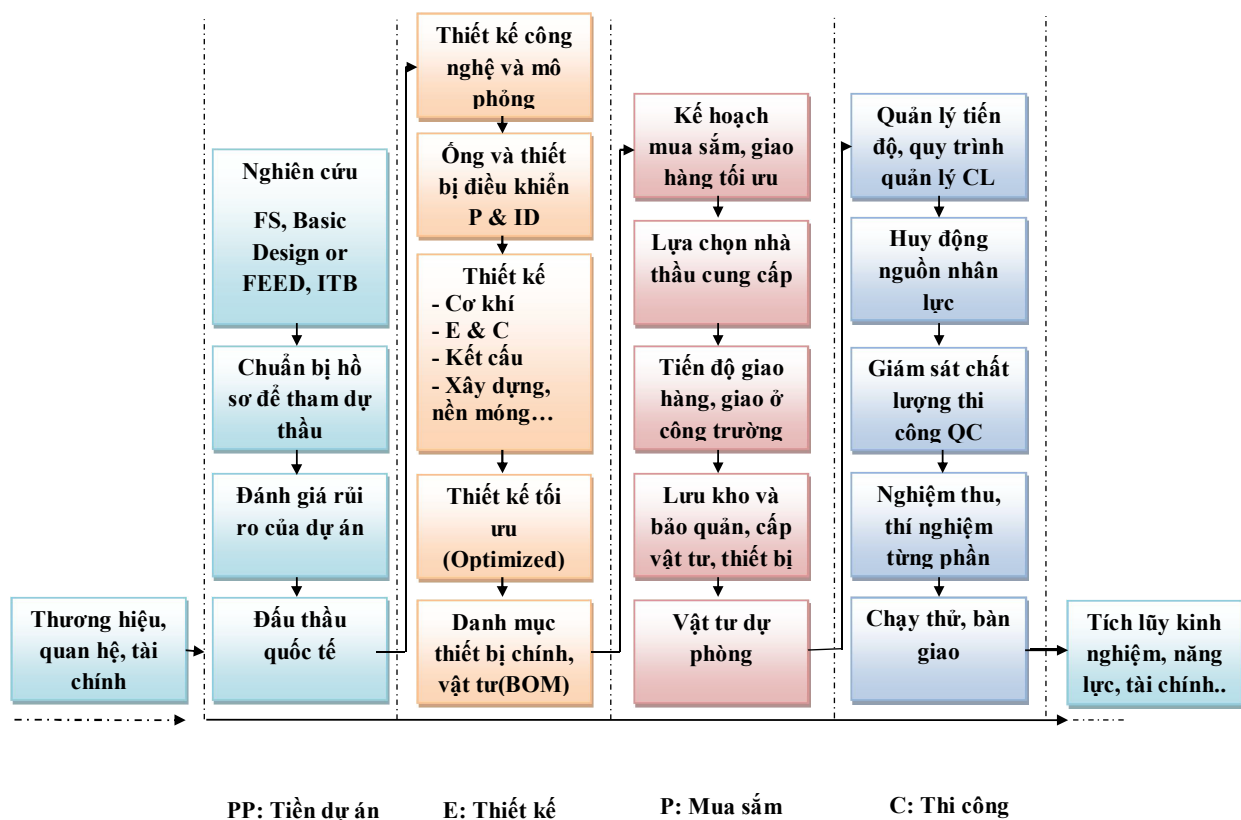 Thương hiệu,
quan hệ, tài
chính
Nghiên cứu
FS, Basic
Design or
FEED, ITB
Chuẩn bị hồ
sơ để tham dự
thầu
Đánh giá rủi
ro của dự án
Đấu thầu
quốc tế
Thiết kế công
nghệ và mô
phỏng
Ống và thiết
bị điều khiển
P & ID
Thiết kế
- Cơ khí
- E & C
- Kết cấu
- Xây dựng,
nền móng…
Thiết kế tối
ưu
(Optimized)
Danh mục
thiết bị chính,
vật tư(BOM)
Kế hoạch
mua sắm, giao
hàng tối ưu
Lựa chọn nhà
thầu cung cấp
Tiến độ giao
hàng, giao ở
công trường
Lưu kho và
bảo quản, cấp
vật tư, thiết bị
Vật tư dự
phòng
Quản lý tiến
độ, quy trình
quản lý CL
Huy động
nguồn nhân
lực
Giám sát chất
lượng thi
công QC
Nghiệm thu,
thí nghiệm
từng phần
Chạy thử, bàn
giao
Tích lũy kinh
nghiệm, năng
lực, tài chính..
PP: Tiền dự án
E: Thiết kế
P: Mua sắm
C: Thi công